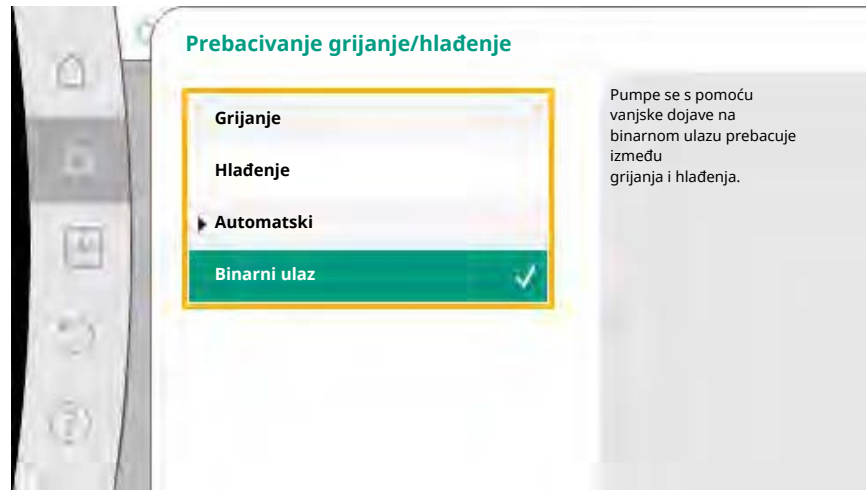 Prebacivanje grijanje/hlađenje
Grijanje
Hlađenje
Automatski
Binarni ulaz
Pumpe se s pomoću
vanjske dojave na
binarnom ulazu prebacuje
između
grijanja i hlađenja.